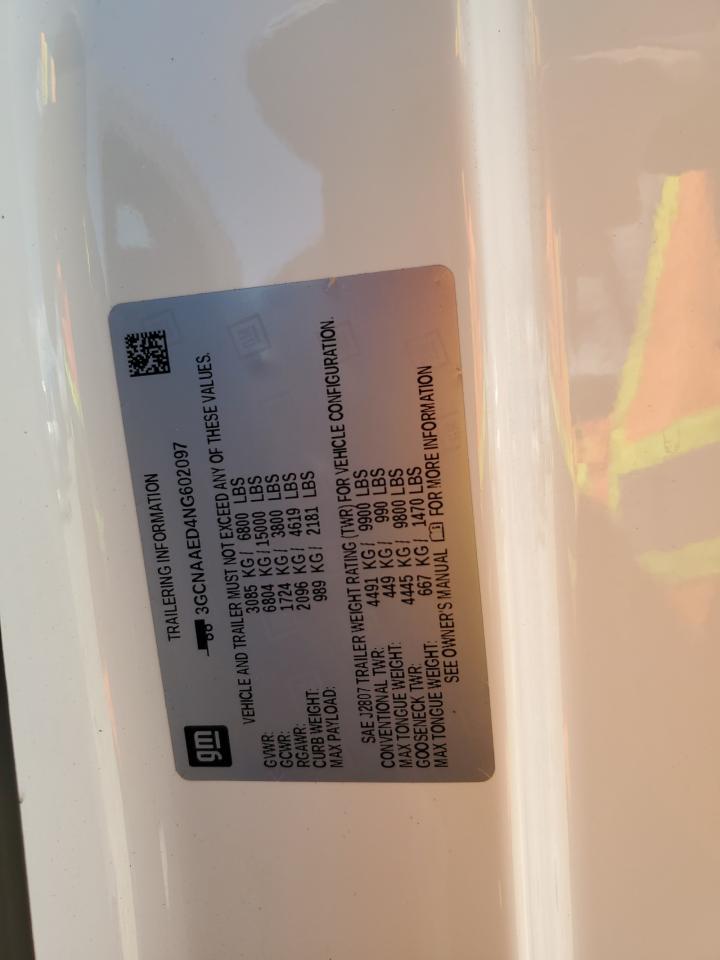 gm
TRAILERING INFORMATION
3GCNAAED4NG602097
VEHICLE AND TRAILER MUST NOT EXCEED ANY OF THESE VALUES.
GVWR: 3085 KG/ 6800 LBS
GCWR: 6804 KG/ 15000 LBS
RGAWR: 1724 KG/ 3800 LBS
CURB WEIGHT: 2096 KG/ 4619 LBS
MAX PAYLOAD: 989 KG/ 2181 LBS
SAE J2807 TRAILER WEIGHT RATING (TWR) FOR VEHICLE CONFIGURATION.
CONVENTIONAL TWR: 4491 KG/ 9900 LBS
MAX TONGUE WEIGHT: 449 KG/ 990 LBS
GOOSENECK TWR: 4445 KG/ 9800 LBS
MAX TONGUE WEIGHT: 667 KG/ 1470 LBS
SEE OWNER'S MANUAL FOR MORE INFORMATION